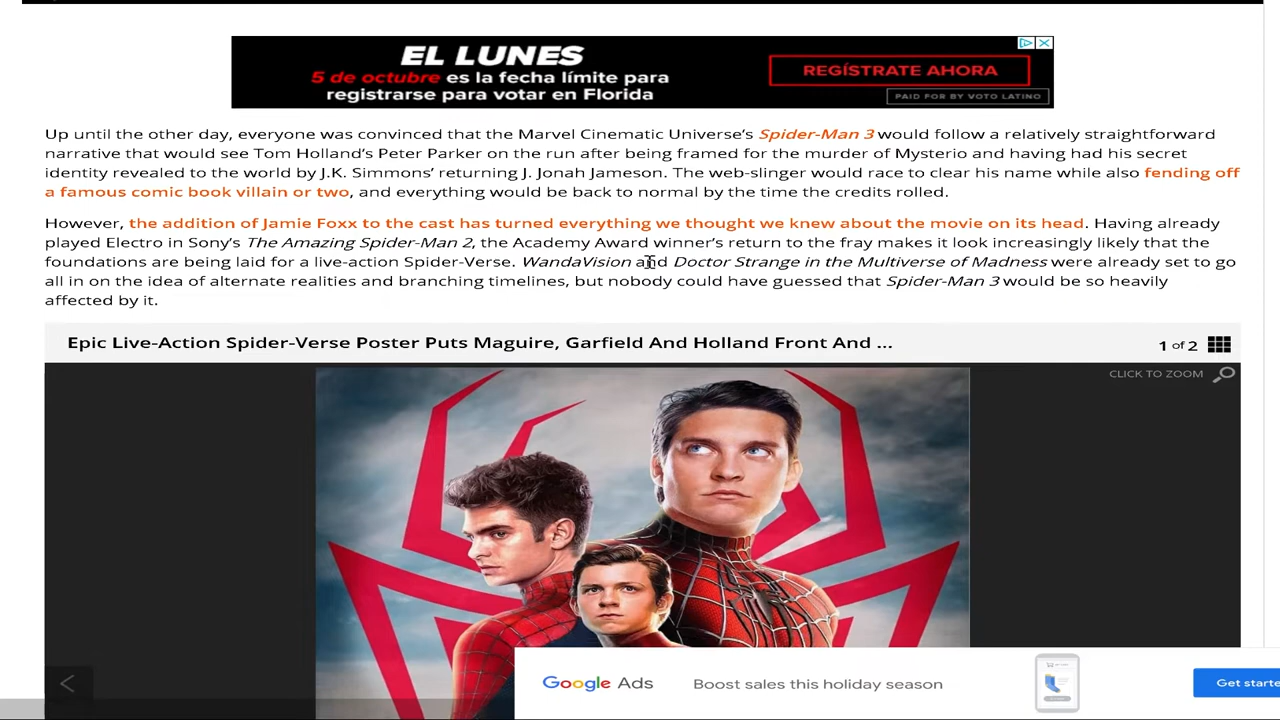 EL LUNES
5 de octubre es la fecha límite para
registrarse para votar en Florida
REGÍSTRATE AHORA
PAID FOR BY VOTO LATINO
Up until the other day, everyone was convinced that the Marvel Cinematic Universe's Spider-Man 3 would follow a relatively straightforward
narrative that would see Tom Holland's Peter Parker on the run after being framed for the murder of Mysterio and having had his secret
identity revealed to the world by J.K. Simmons' returning J. Jonah Jameson. The web-slinger would race to clear his name while also fending off
a famous comic book villain or two, and everything would be back to normal by the time the credits rolled.
However, the addition of Jamie Foxx to the cast has turned everything we thought we knew about the movie on its head. Having already
played Electro in Sony's The Amazing Spider-Man 2, the Academy Award winner's return to the fray makes it look increasingly likely that the
foundations are being laid for a live-action Spider-Verse. WandaVision and Doctor Strange in the Multiverse of Madness were already set to go
all in on the idea of alternate realities and branching timelines, but nobody could have guessed that Spider-Man 3 would be so heavily
affected by it.
Epic Live-Action Spider-Verse Poster Puts Maguire, Garfield And Holland Front And ...
1 of 2
CLICK TO ZOOM
Google Ads
Boost sales this holiday season
Get starte